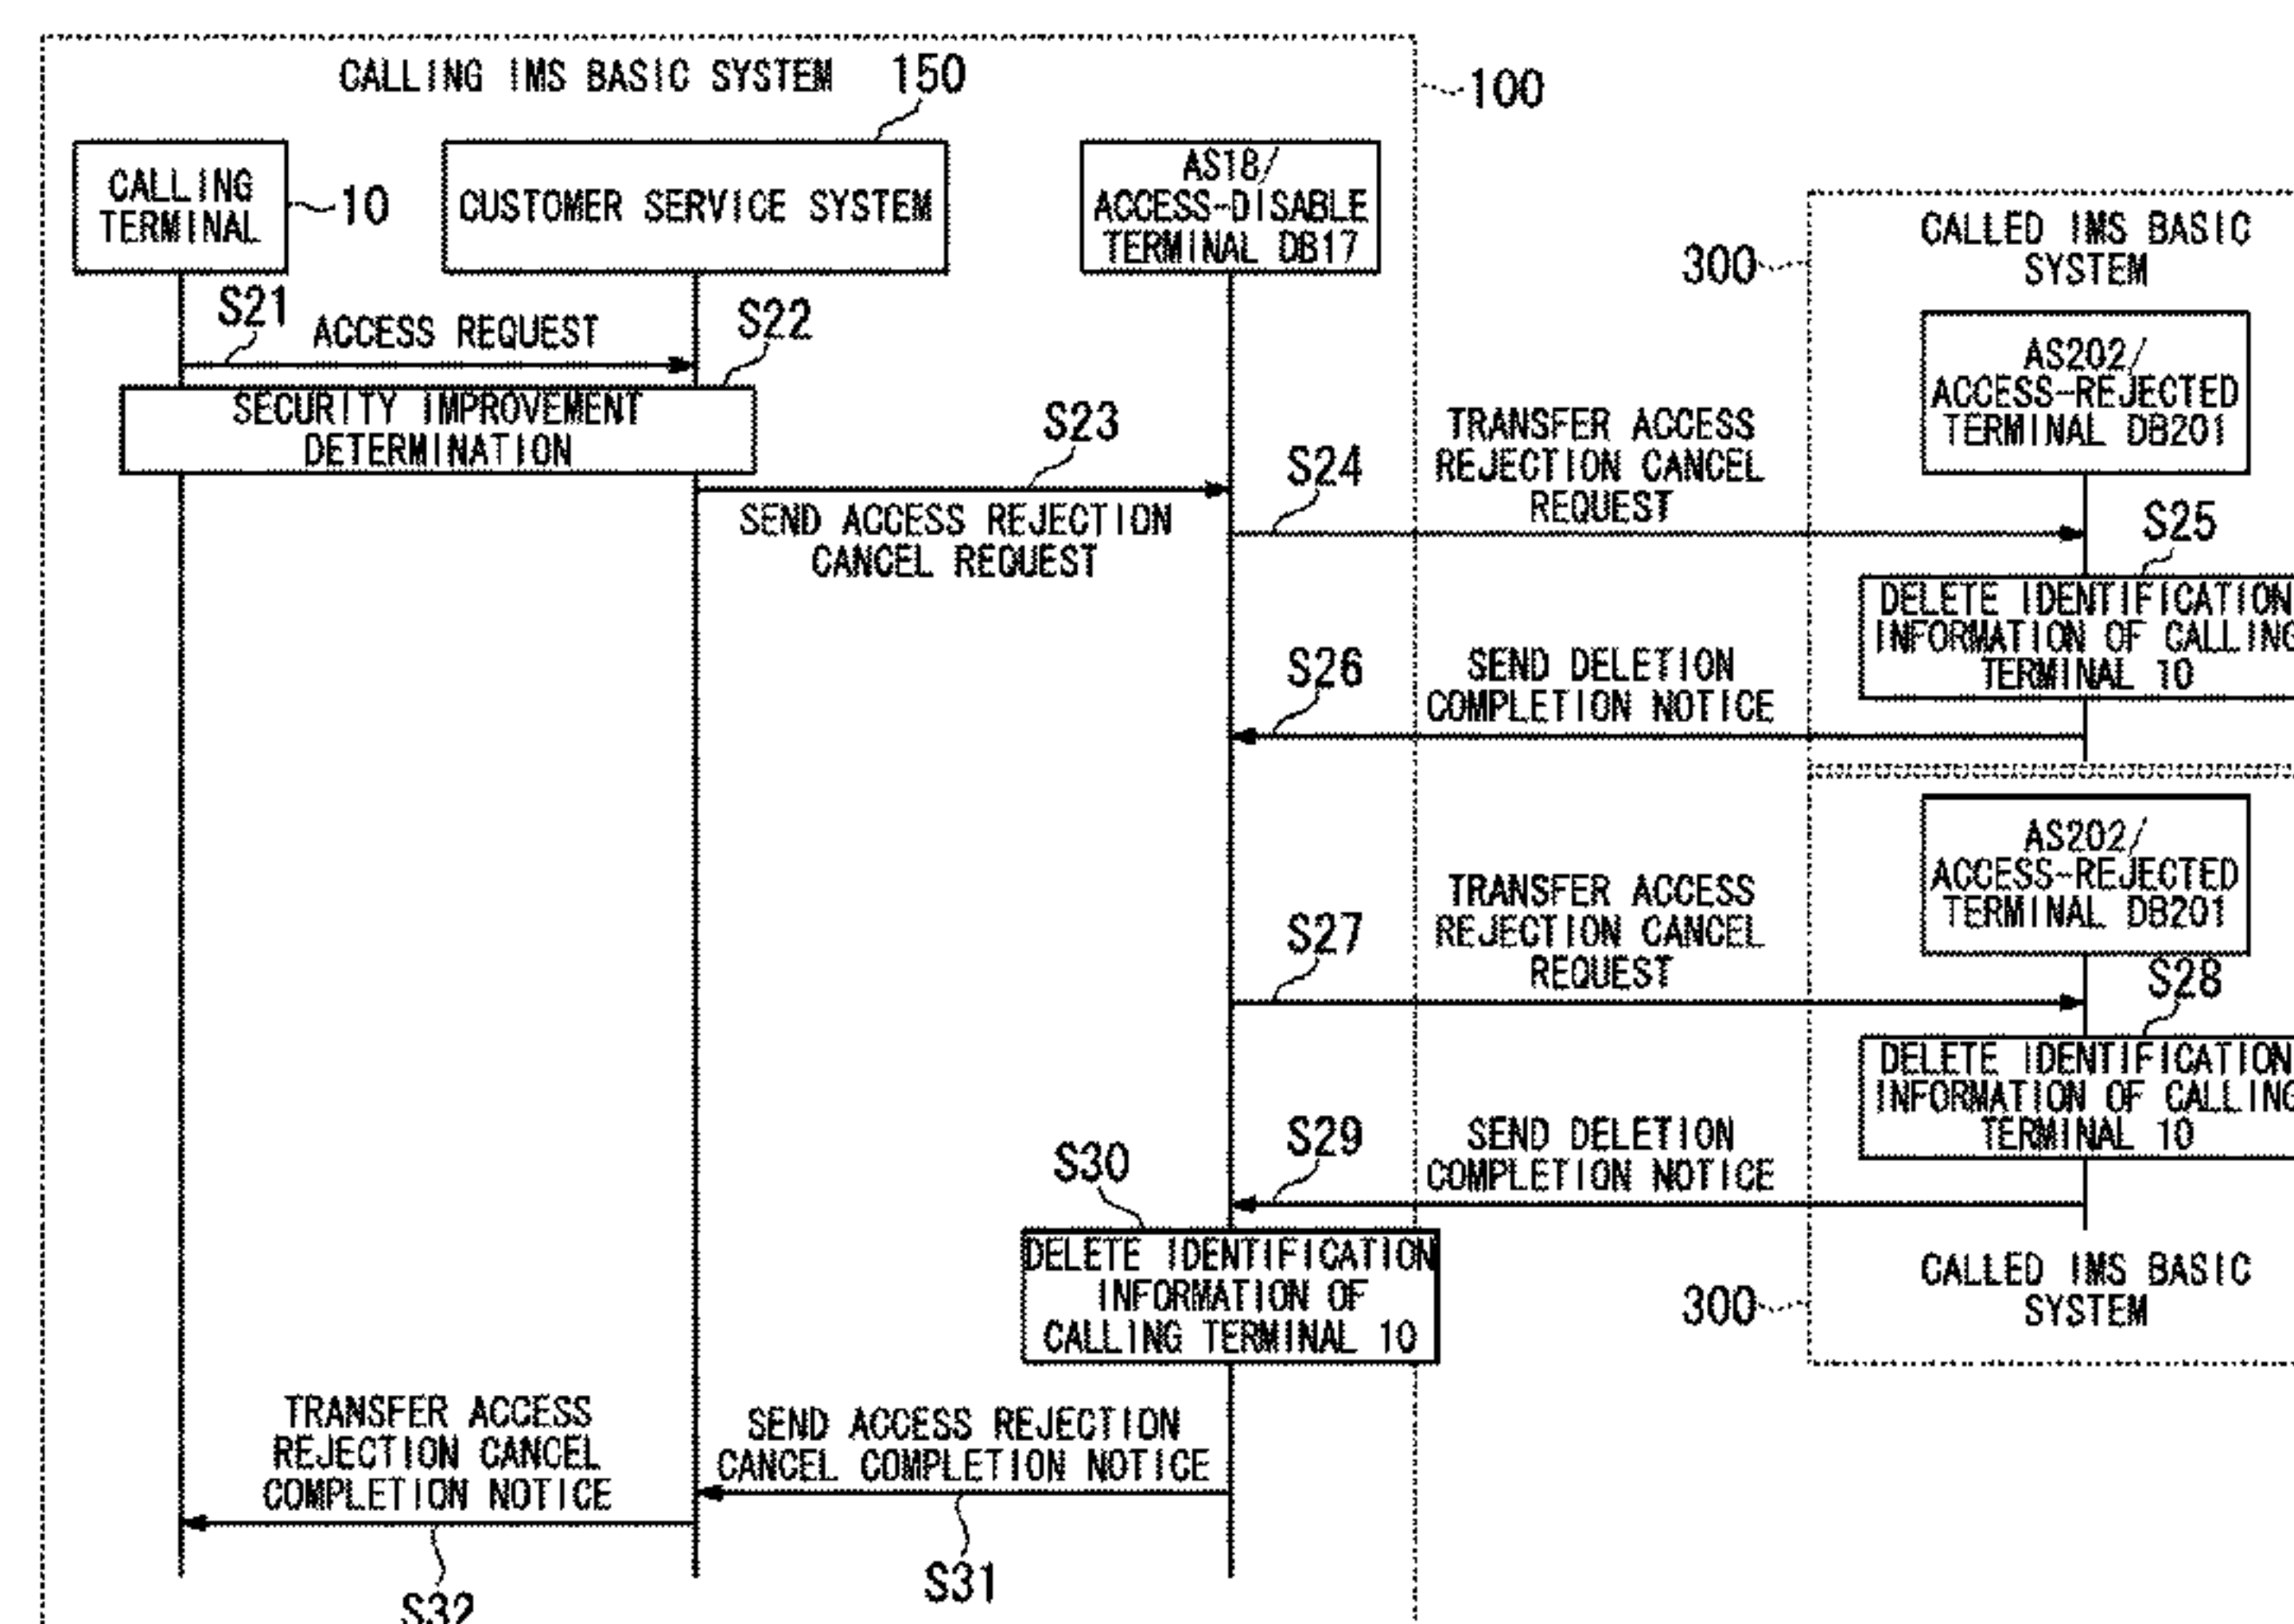 CALLING IMS BASIC SYSTEM
150
100
CALLING
TERMINAL
10
CUSTOMER SERVICE SYSTEM
AS18/
ACCESS-DISABLE
TERMINAL DB17
300
CALLED IMS BASIC
SYSTEM
AS202/
ACCESS-REJECTED
TERMINAL DB201
S21
ACCESS REQUEST
S22
SECURITY IMPROVEMENT
DETERMINATION
S23
SEND ACCESS REJECTION
CANCEL REQUEST
S24
TRANSFER ACCESS
REJECTION CANCEL
REQUEST
S25
DELETE IDENTIFICATION
INFORMATION OF CALLING
TERMINAL 10
S26
SEND DELETION
COMPLETION NOTICE
AS202/
ACCESS-REJECTED
TERMINAL DB201
S27
TRANSFER ACCESS
REJECTION CANCEL
REQUEST
S28
DELETE IDENTIFICATION
INFORMATION OF CALLING
TERMINAL 10
S29
SEND DELETION
COMPLETION NOTICE
S30
DELETE IDENTIFICATION
INFORMATION OF
CALLING TERMINAL 10
300
CALLED IMS BASIC
SYSTEM
SEND ACCESS REJECTION
CANCEL COMPLETION NOTICE
S31
TRANSFER ACCESS
REJECTION CANCEL
COMPLETION NOTICE
S32